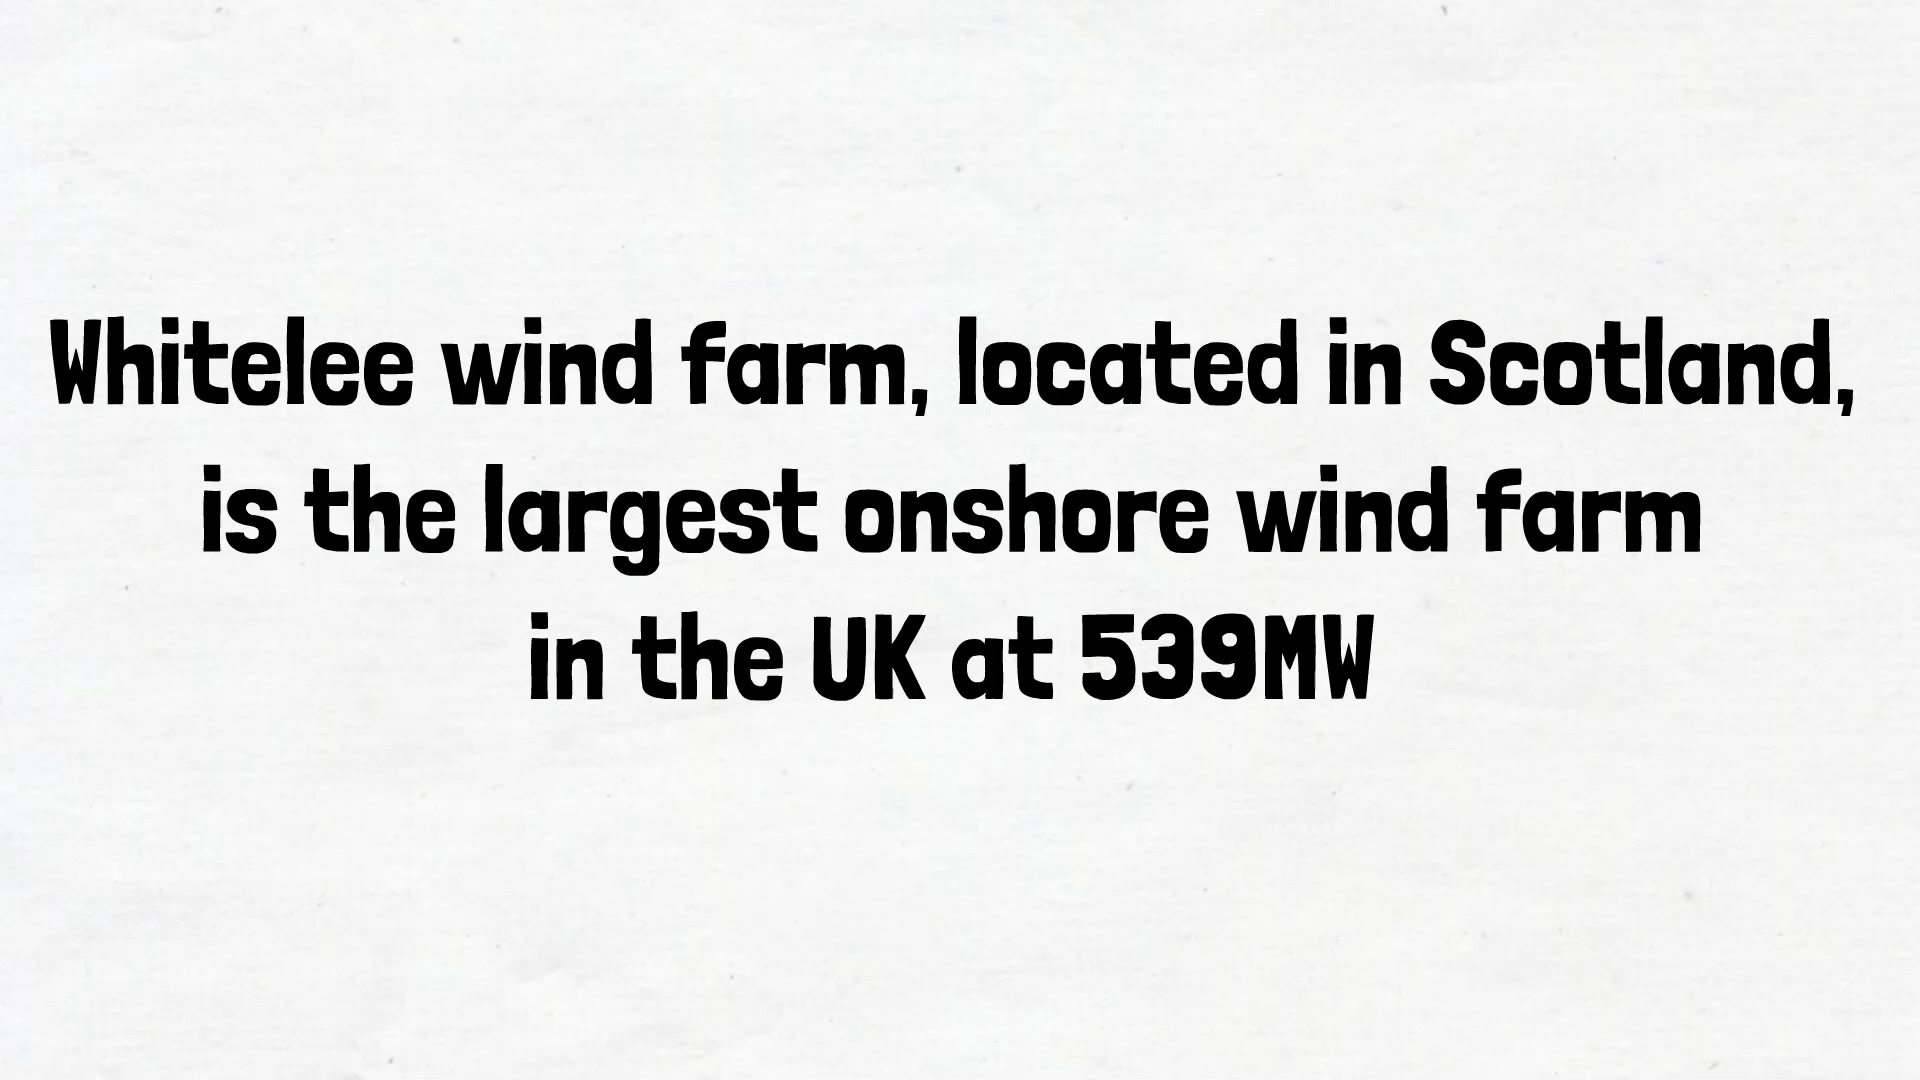 Whitelee wind farm, located in Scotland,
is the largest onshore wind farm
in the UK at 539MW